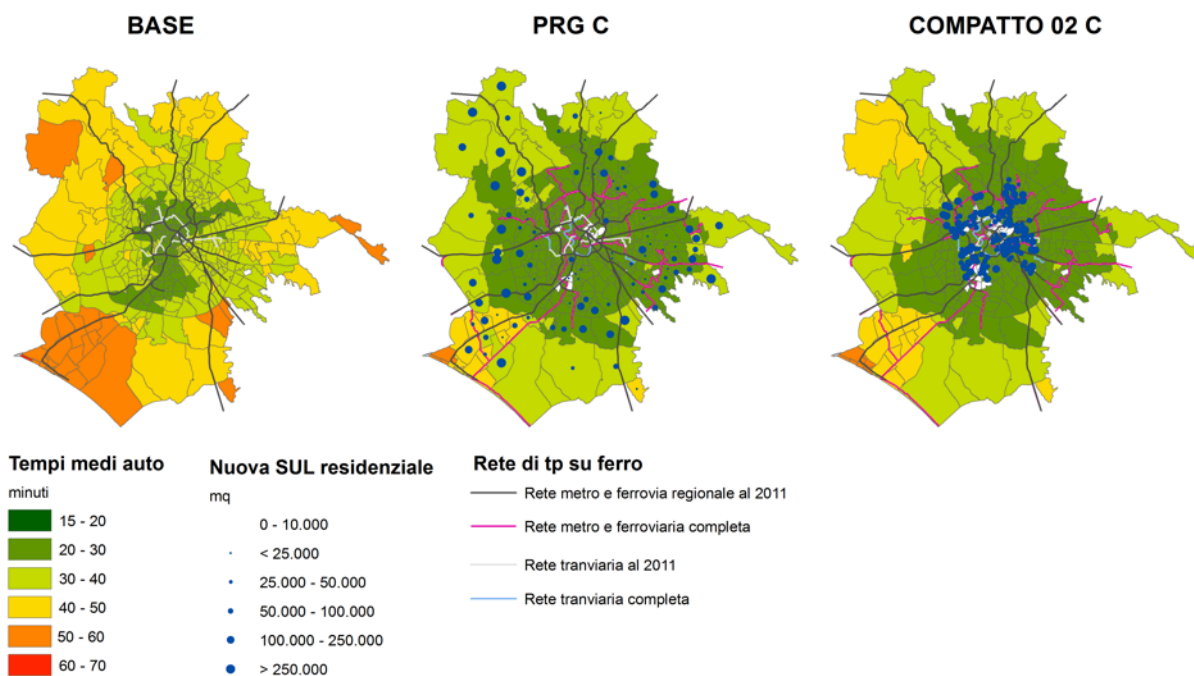 BASE
PRG C
COMPATTO 02 C
Tempi medi auto
minuti
15 - 20
20 - 30
30 - 40
40 - 50
50 - 60
60 - 70
Nuova SUL residenziale
mq
0 - 10.000
< 25.000
25.000 - 50.000
50.000 - 100.000
100.000 - 250.000
> 250.000
Rete di tp su ferro
Rete metro e ferrovia regionale al 2011
Rete metro e ferroviaria completa
Rete tranviaria al 2011
Rete tranviaria completa